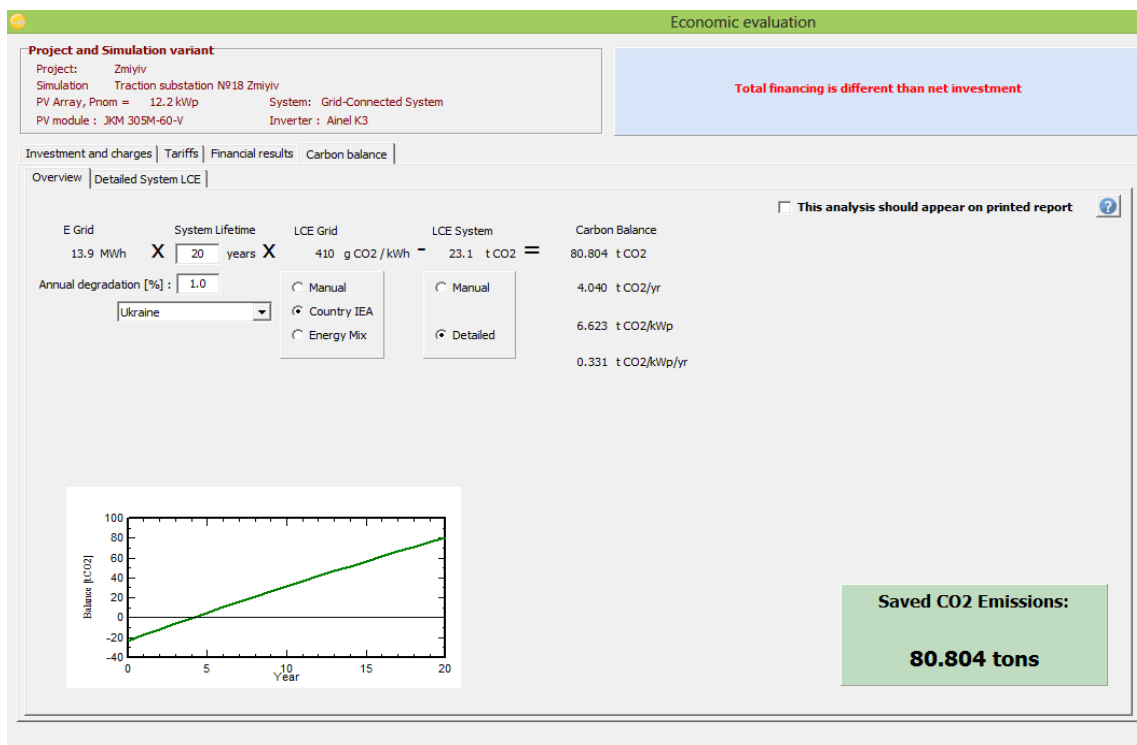 Economic evaluation
Project and Simulation variant
Project: Zmiyiv
Simulation Traction substation №18 Zmiyiv
PV Array, Pnom = 12.2 kWp System: Grid-Connected System
PV module : JKM 305M-60-V Inverter : Ainel K3
Total financing is different than net investment
Investment and charges Tariffs Financial results Carbon balance
Overview Detailed System LCE
This analysis should appear on printed report ?
E Grid System Lifetime LCE Grid LCE System Carbon Balance
13.9 MWh X 20 years X 410 g CO2 / kWh - 23.1 t CO2 = 80.804 t CO2
Annual degradation [%] : 1.0 Manual Manual 4.040 t CO2/yr
Ukraine Country IEA
6.623 t CO2/kWp
Energy Mix Detailed
0.331 t CO2/kWp/yr
100
80
60
40
20
0
-20
-40
Balance [tCO2]
0 5 10 15 20
Year
Saved CO2 Emissions:
80.804 tons